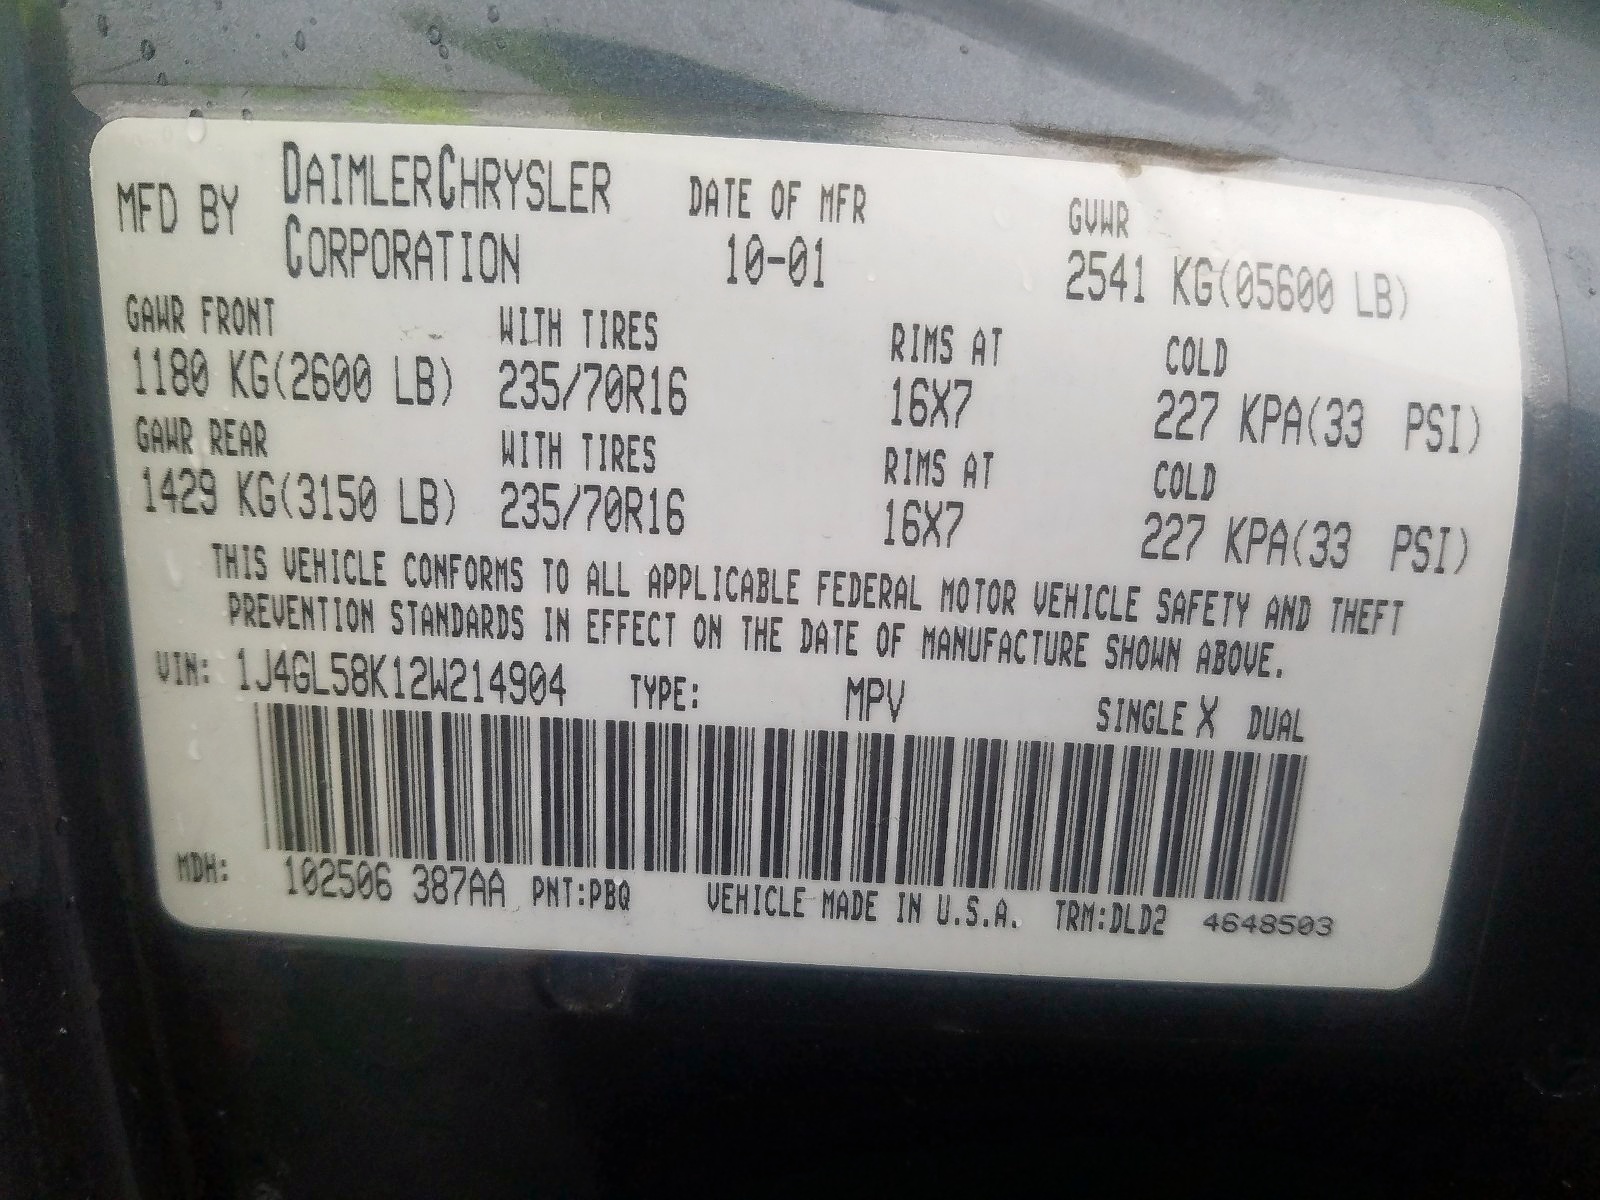 MFD BY DAIMLERCHRYSLER CORPORATION DATE OF MFR 10-01 GVWR 2541 KG(05600 LB)
GAWR FRONT WITH TIRES RIMS AT COLD
1180 KG(2600 LB) 235/70R16 16X7 227 KPA(33 PSI)
GAWR REAR WITH TIRES RIMS AT COLD
1429 KG(3150 LB) 235/70R16 16X7 227 KPA(33 PSI)
THIS VEHICLE CONFORMS TO ALL APPLICABLE FEDERAL MOTOR VEHICLE SAFETY AND THEFT
PREVENTION STANDARDS IN EFFECT ON THE DATE OF MANUFACTURE SHOWN ABOVE.
VIN: 1J4GL58K12W214904 TYPE: MPV SINGLE X DUAL
MDH: 102506 387AA PNT:PBQ VEHICLE MADE IN U.S.A. TRM:DLD2 4648503